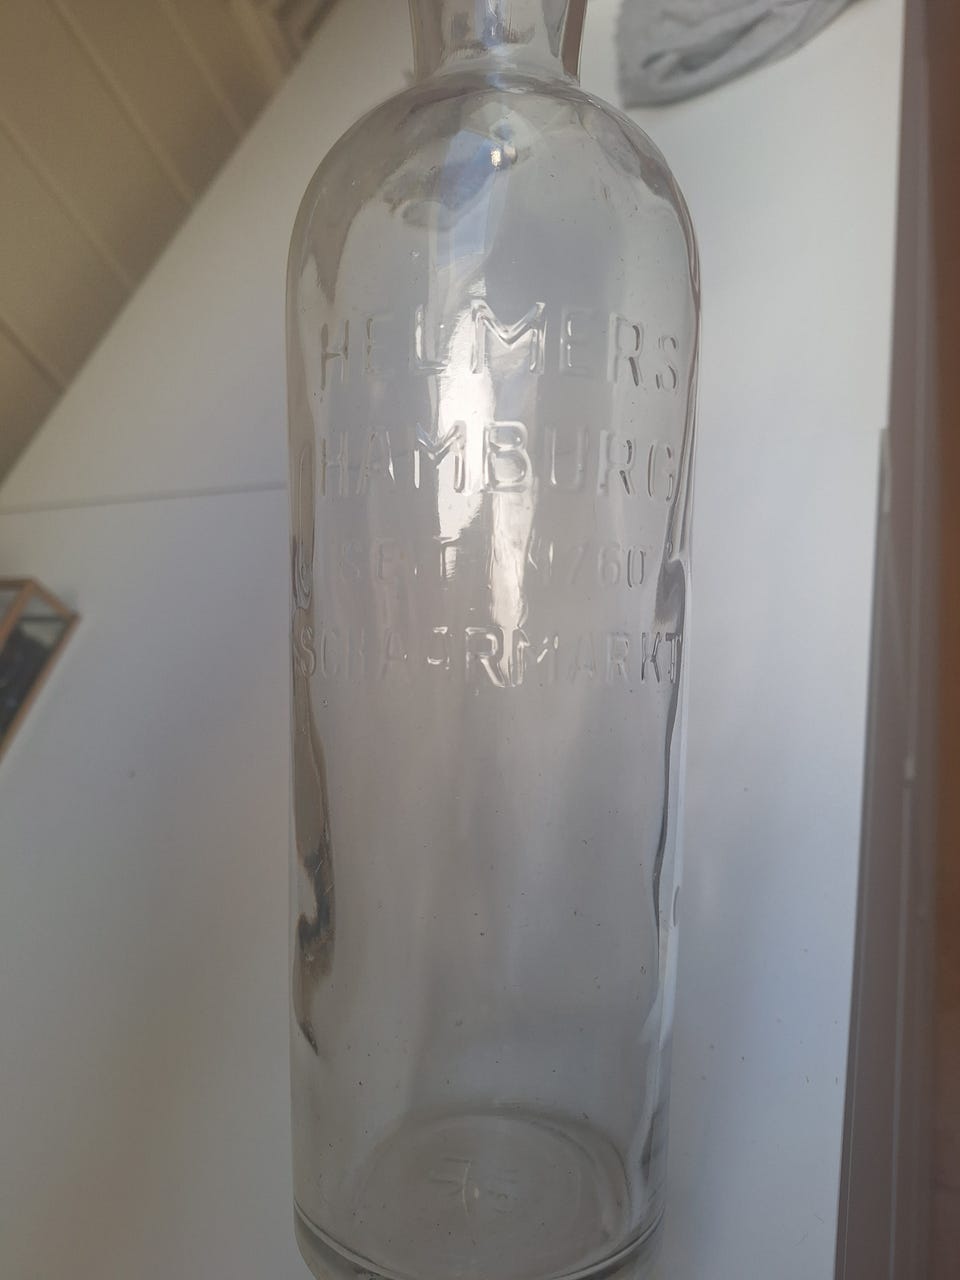 HELMERS
HAMBURG
SEIT 1760
SCHAARMARKT